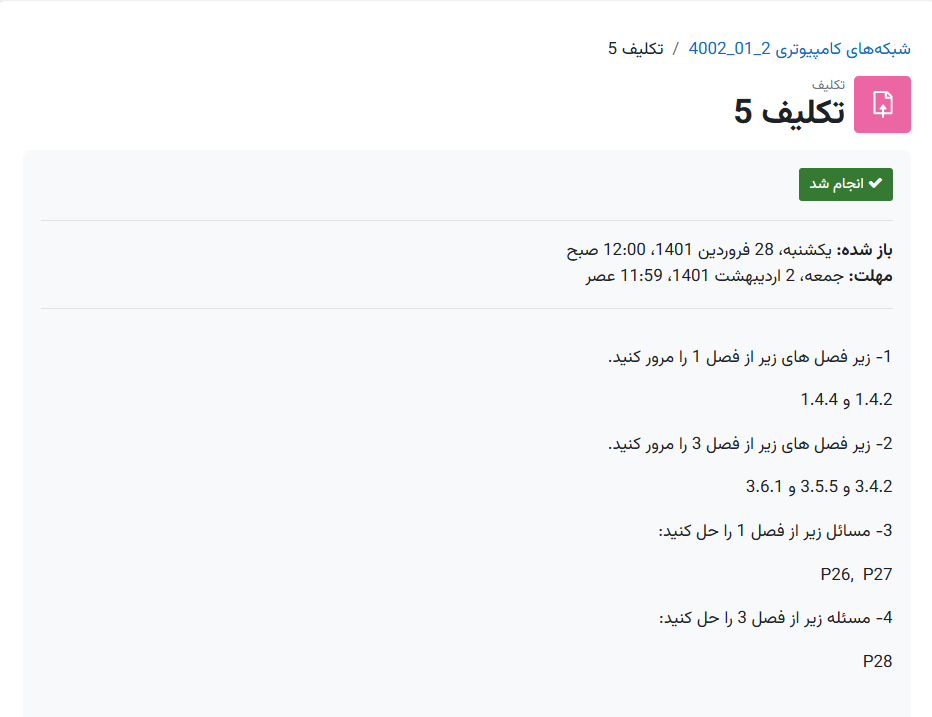 شبکه‌های کامپیوتری 2_01_4002 / تکلیف 5
تکلیف
تکلیف 5
انجام شد
باز شده: یکشنبه، 28 فروردین 1401، 12:00 صبح
مهلت: جمعه، 2 اردیبهشت 1401، 11:59 عصر
1- زیر فصل های زیر از فصل 1 را مرور کنید.
1.4.2 و 1.4.4
2- زیر فصل های زیر از فصل 3 را مرور کنید.
3.4.2 و 3.5.5 و 3.6.1
3- مسائل زیر از فصل 1 را حل کنید:
P26, P27
4- مسئله زیر از فصل 3 را حل کنید:
P28